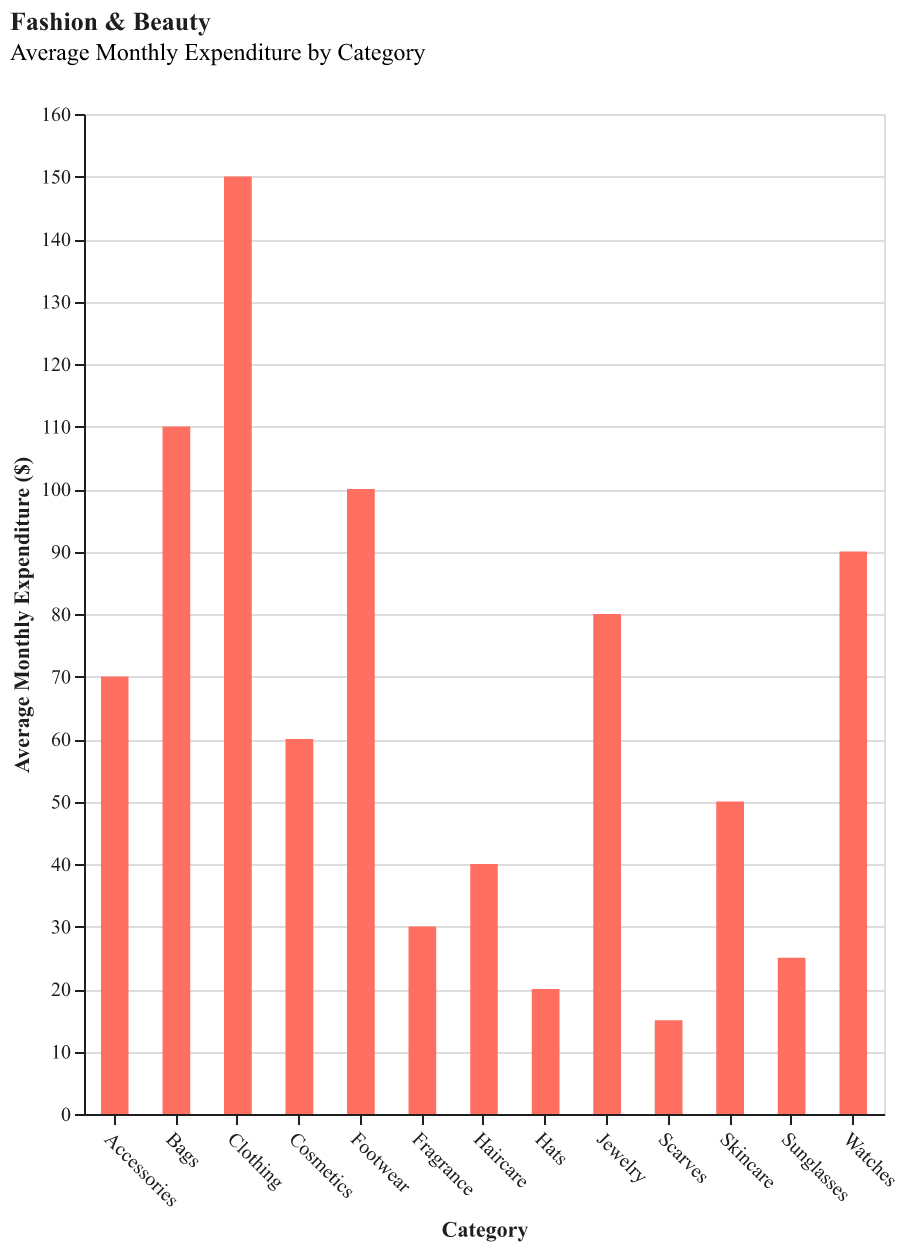 Fashion & Beauty
Average Monthly Expenditure by Category
160
150
140
130
120
110
100
90
80
70
60
50
40
30
20
10
0
Average Monthly Expenditure ($)
Accessories
Bags
Clothing
Cosmetics
Footwear
Fragrance
Haircare
Hats
Jewelry
Scarves
Skincare
Sunglasses
Watches
Category